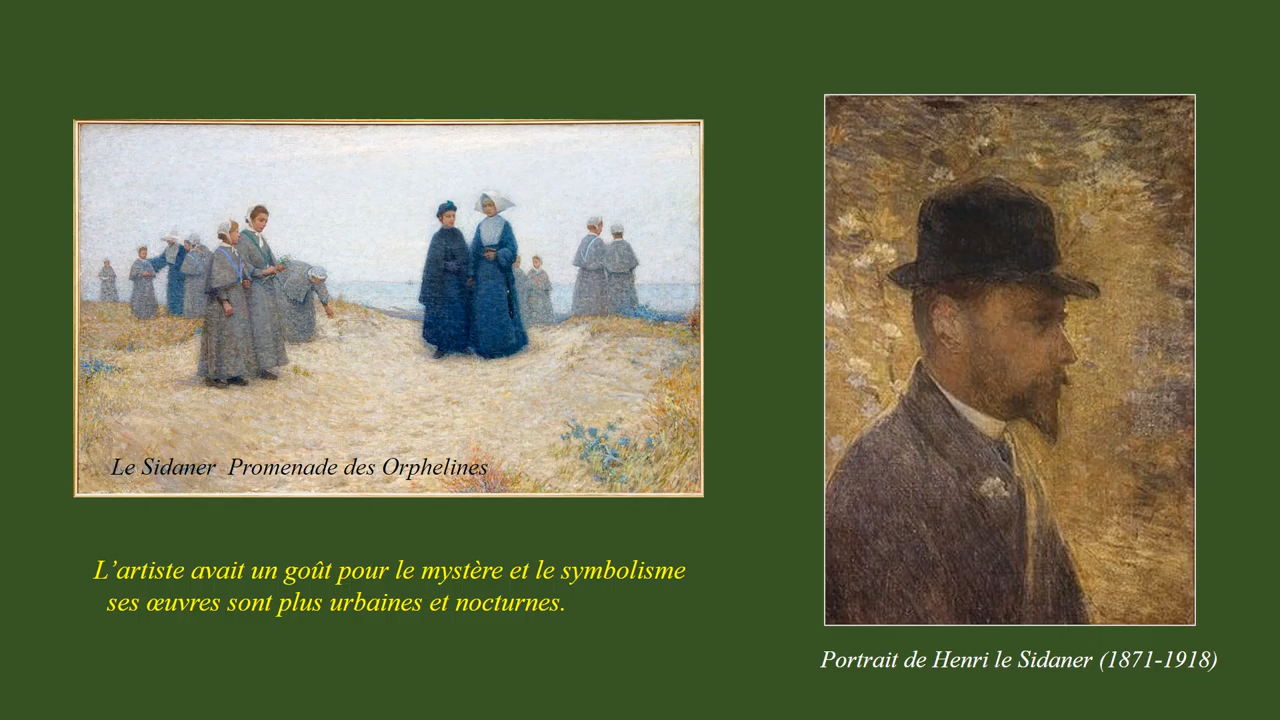 Le Sidaner Promenade des Orphelines
L’artiste avait un goût pour le mystère et le symbolisme
ses œuvres sont plus urbaines et nocturnes.
Portrait de Henri le Sidaner (1871-1918)